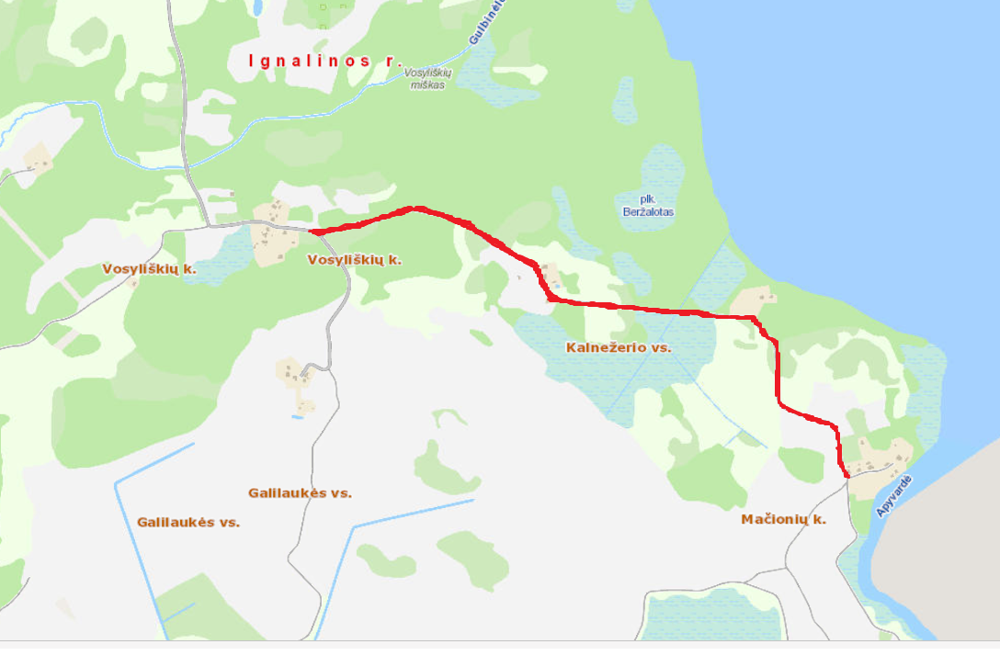 Gulbinėlė
Ignalinos r.
Vosyliškių
miškas
plk.
Beržalotas
Vosyliškių k.
Vosyliškių k.
Kalnežerio vs.
Galilaukės vs.
Galilaukės vs.
Mačionių k.
Apyvardė